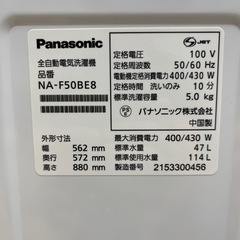 Panasonic
全自動電気洗濯機
品番
NA-F50BE8
外形寸法
幅 562 mm
奥行 572 mm
高さ 880 mm
JET
定格電圧 100 V
定格周波数 50/60 Hz
電動機定格消費電力 400/430 W
定格時間 洗いのみ 10 分
標準洗濯容量 5.0 kg
パナソニック株式会社
中国製
最大消費電力 400/430 W
標準水量 47 L
標準使用水量 114 L
製造番号 2153300456